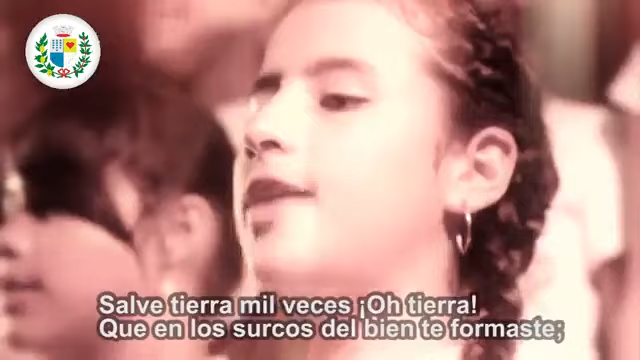 Salve tierra mil veces ¡Oh tierra!
Que en los surcos del bien te formaste;